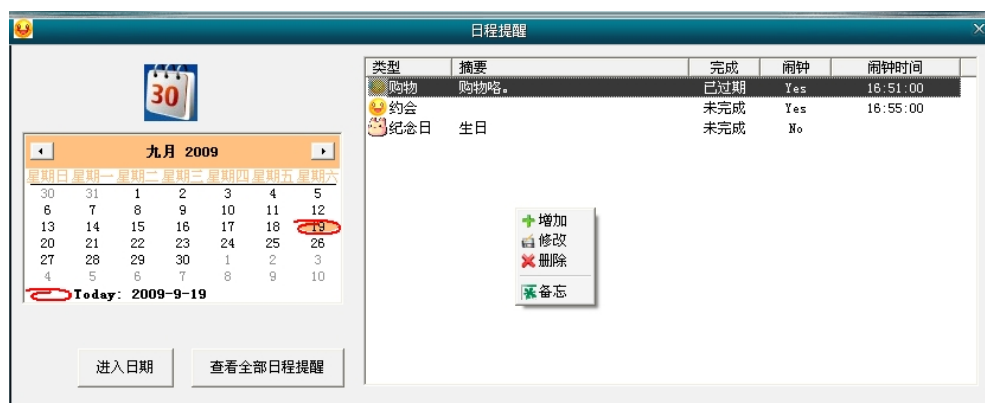 日程提醒
30
九月 2009
星期日 星期一 星期二 星期三 星期四 星期五 星期六
30 31 1 2 3 4 5
6 7 8 9 10 11 12
13 14 15 16 17 18 19
20 21 22 23 24 25 26
27 28 29 30 1 2 3
4 5 6 7 8 9 10
Today: 2009-9-19
进入日期 查看全部日程提醒
类型 摘要 完成 闹钟 闹钟时间
购物 购物咯。 已过期 Yes 16:51:00
约会 未完成 Yes 16:55:00
纪念日 生日 未完成 No
增加
修改
删除
备忘